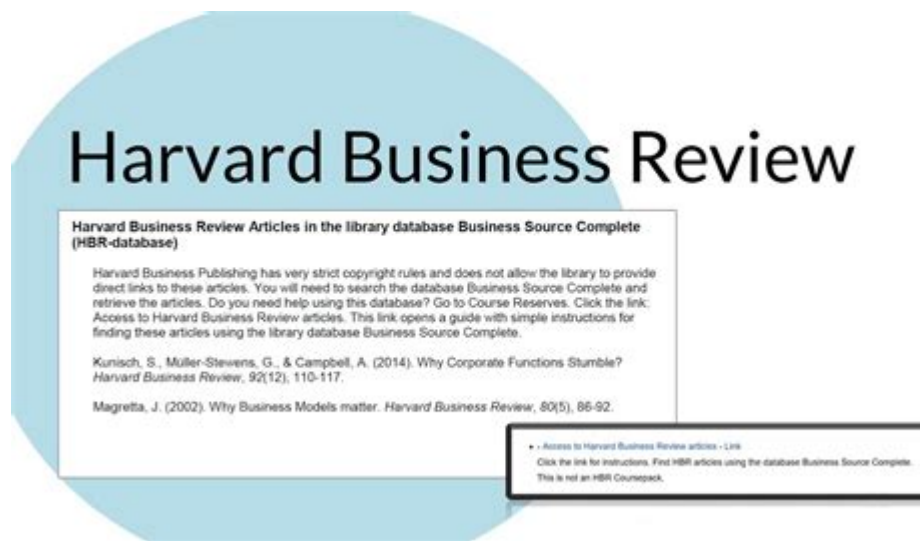 Harvard Business Review
Harvard Business Review Articles in the library database Business Source Complete
(HBR-database)
Harvard Business Publishing has very strict copyright rules and does not allow the library to provide
direct links to these articles. You will need to search the database Business Source Complete and
retrieve the articles. Do you need help using this database? Go to Course Reserves. Click the link:
Access to Harvard Business Review articles. This link opens a guide with simple instructions for
finding these articles using the library database Business Source Complete.
Kunisch, S., Müller-Stewens, G., & Campbell, A. (2014). Why Corporate Functions Stumble?
Harvard Business Review, 92(12), 110-117.
Magretta, J. (2002). Why Business Models matter. Harvard Business Review, 80(5), 86-92.
• - Access to Harvard Business Review articles - Link
Click the link for instructions. Find HBR articles using the database Business Source Complete.
This is not an HBR Coursepack.